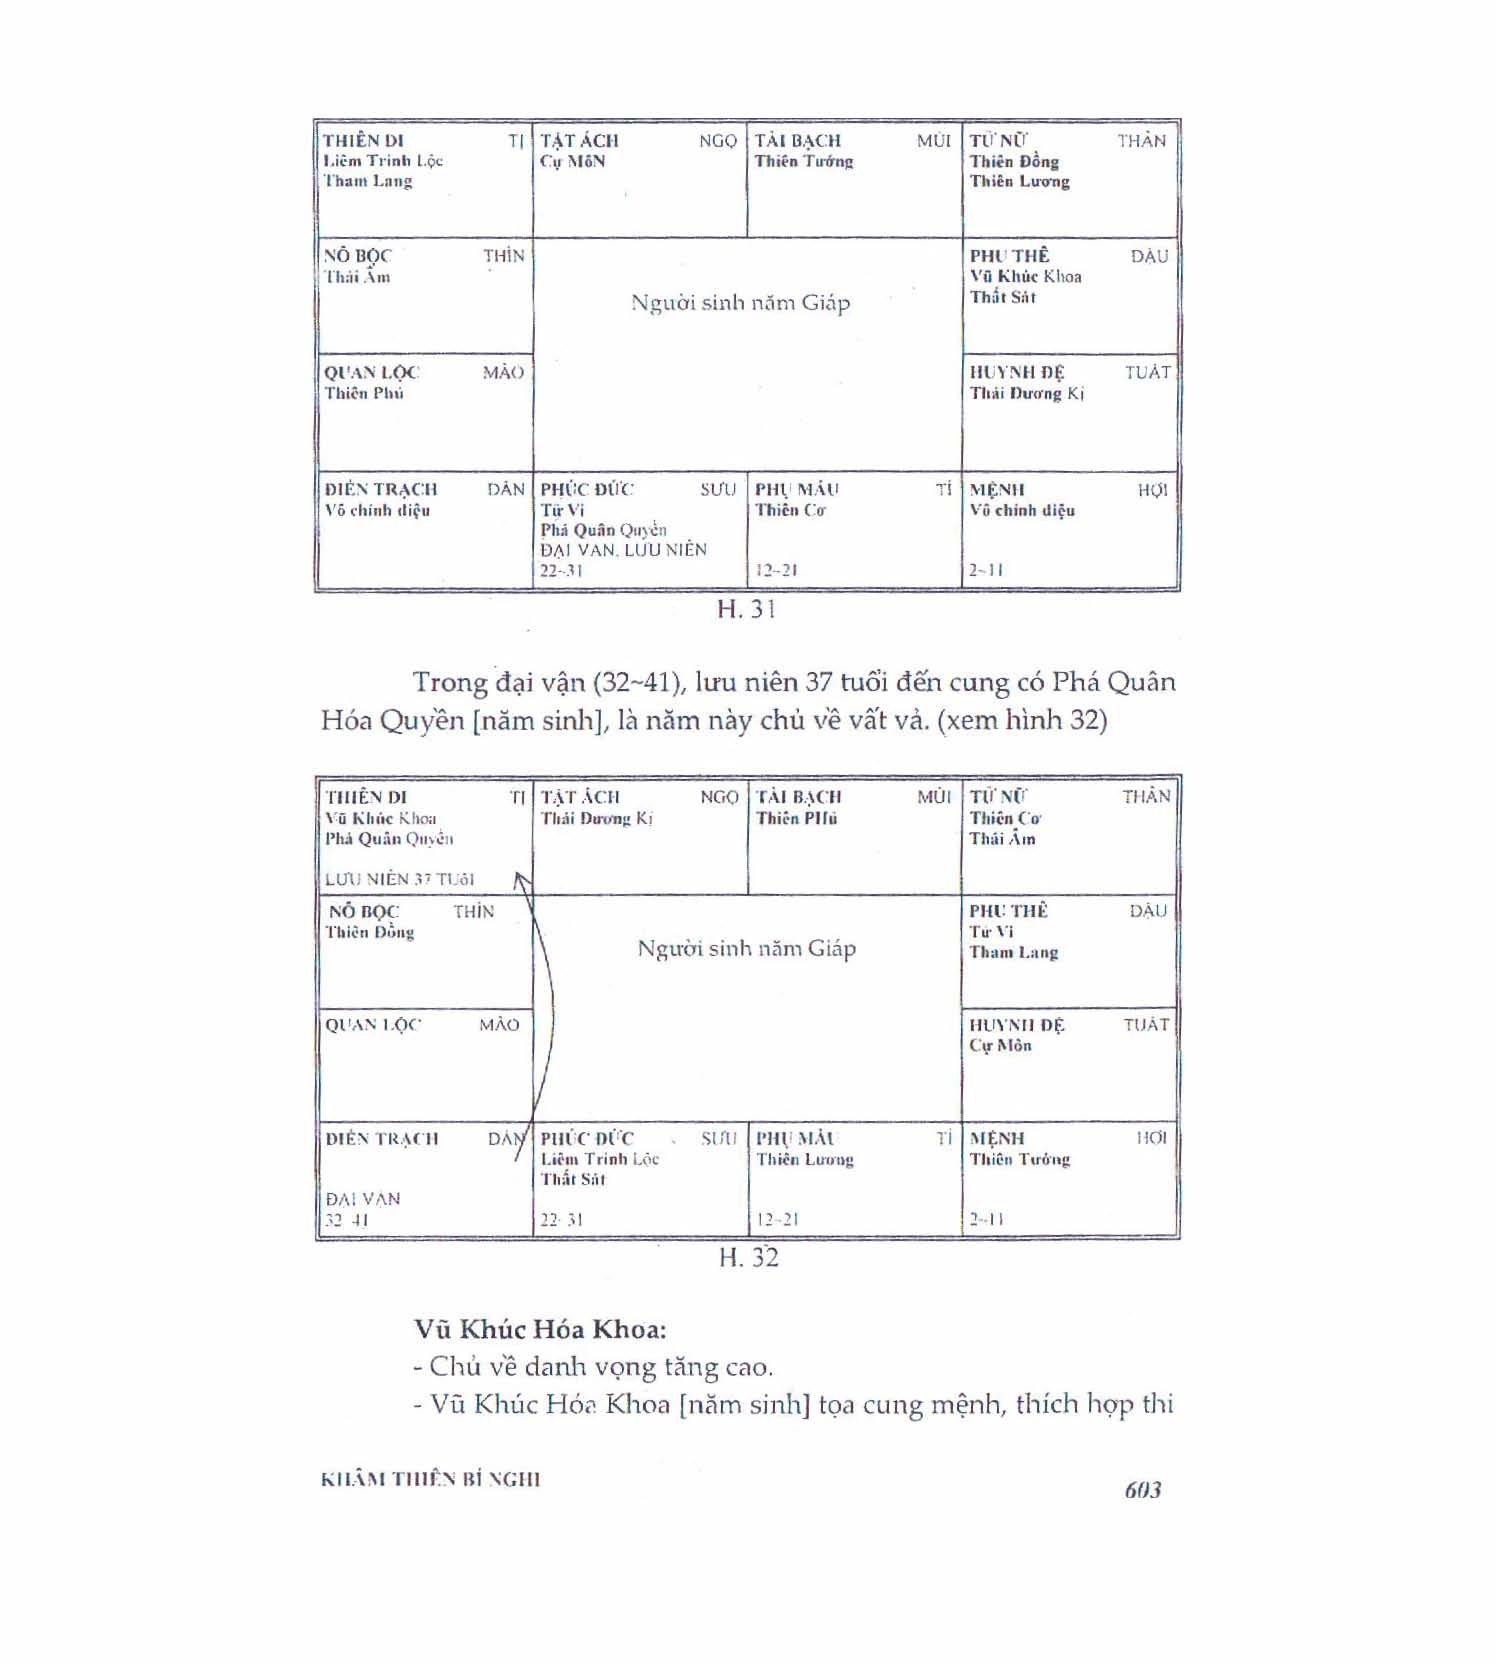 THIÊN DI TỊ
Liêm Trinh Lộc
Tham Lang
TẬT ÁCH NGỌ
Cự MôN
TÀI BẠCH MÙI
Thiên Tướng
TỬ NỮ THÂN
Thiên Đồng
Thiên Lương
NÔ BỘC THÌN
Thái Âm
Người sinh năm Giáp
PHU THÊ DẬU
Vũ Khúc Khoa
Thất Sát
QUAN LỘC MÃO
Thiên Phủ
HUYNH ĐỆ TUẤT
Thái Dương Kị
ĐIỀN TRẠCH DẦN
Vô chính diệu
PHÚC ĐỨC SỬU
Tử Vi
Phá Quân Quyền
ĐẠI VẬN, LƯU NIÊN
22~31
PHỤ MẪU TÍ
Thiên Cơ
12~21
MỆNH HỢI
Vô chính diệu
2~11
H. 31
Trong đại vận (32~41), lưu niên 37 tuổi đến cung có Phá Quân
Hóa Quyền [năm sinh], là năm này chủ về vất vả. (xem hình 32)
THIÊN DI TỊ
Vũ Khúc Khoa
Phá Quân Quyền
LƯU NIÊN 37 TUổI
TẬT ÁCH NGỌ
Thái Dương Kị
TÀI BẠCH MÙI
Thiên PHủ
TỬ NỮ THÂN
Thiên Cơ
Thái Âm
NÔ BỘC THÌN
Thiên Đồng
Người sinh năm Giáp
PHU THÊ DẬU
Tử Vi
Tham Lang
QUAN LỘC MÃO
HUYNH ĐỆ TUẤT
Cự Môn
ĐIỀN TRẠCH DẦN
ĐẠI VẬN
32~41
PHÚC ĐỨC SỬU
Liêm Trinh Lộc
Thất Sát
22~31
PHỤ MẪU TÍ
Thiên Lương
12~21
MỆNH HỢI
Thiên Tướng
2~11
H. 32
Vũ Khúc Hóa Khoa:
- Chủ về danh vọng tăng cao.
- Vũ Khúc Hóa Khoa [năm sinh] tọa cung mệnh, thích hợp thi
KHÂM THIÊN BÍ NGHI
603